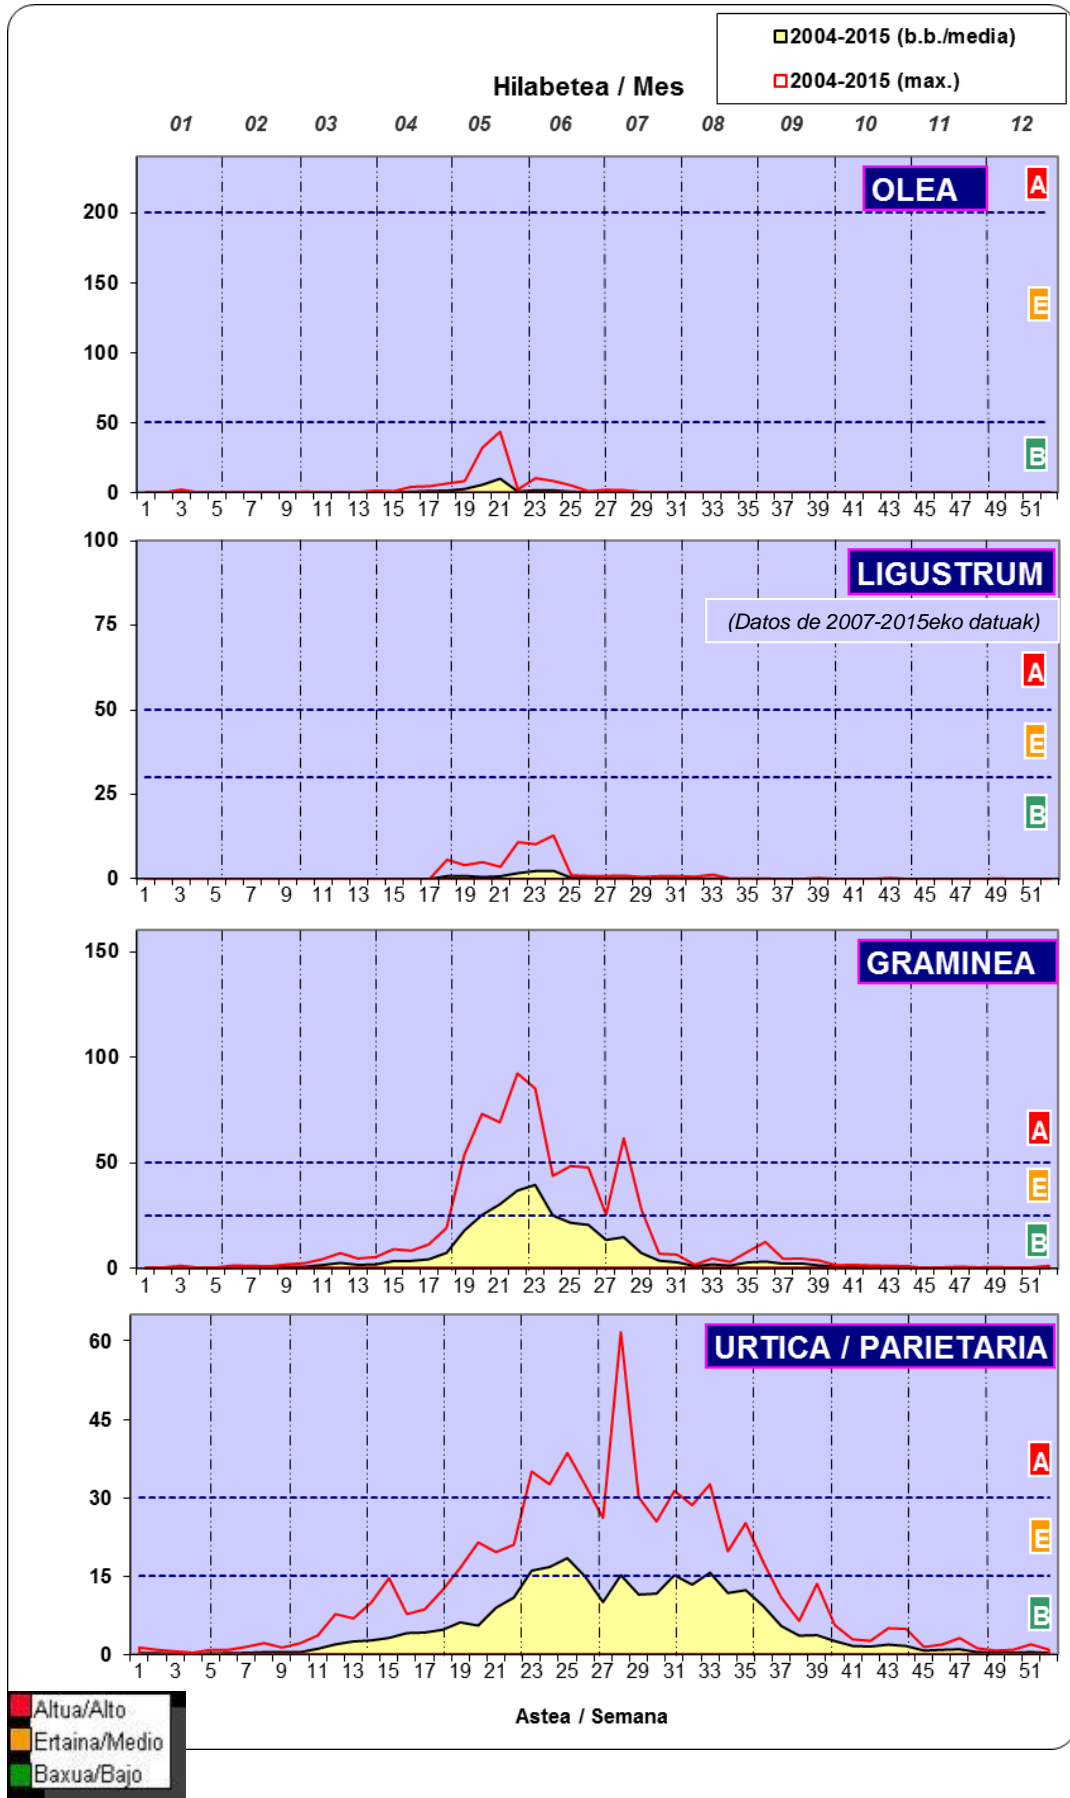 2004-2015 (b.b./media)
2004-2015 (max.)
Hilabetea / Mes
01 02 03 04 05 06 07 08 09 10 11 12
OLEA
A
200
150
E
100
50
B
0
1 3 5 7 9 11 13 15 17 19 21 23 25 27 29 31 33 35 37 39 41 43 45 47 49 51
100
LIGUSTRUM
75
(Datos de 2007-2015eko datuak)
A
50
E
25
B
0
1 3 5 7 9 11 13 15 17 19 21 23 25 27 29 31 33 35 37 39 41 43 45 47 49 51
150
GRAMINEA
100
A
50
E
B
0
1 3 5 7 9 11 13 15 17 19 21 23 25 27 29 31 33 35 37 39 41 43 45 47 49 51
60
URTICA / PARIETARIA
45
A
30
E
15
B
0
1 3 5 7 9 11 13 15 17 19 21 23 25 27 29 31 33 35 37 39 41 43 45 47 49 51
Astea / Semana
Altua/Alto
Ertaina/Medio
Baxua/Bajo